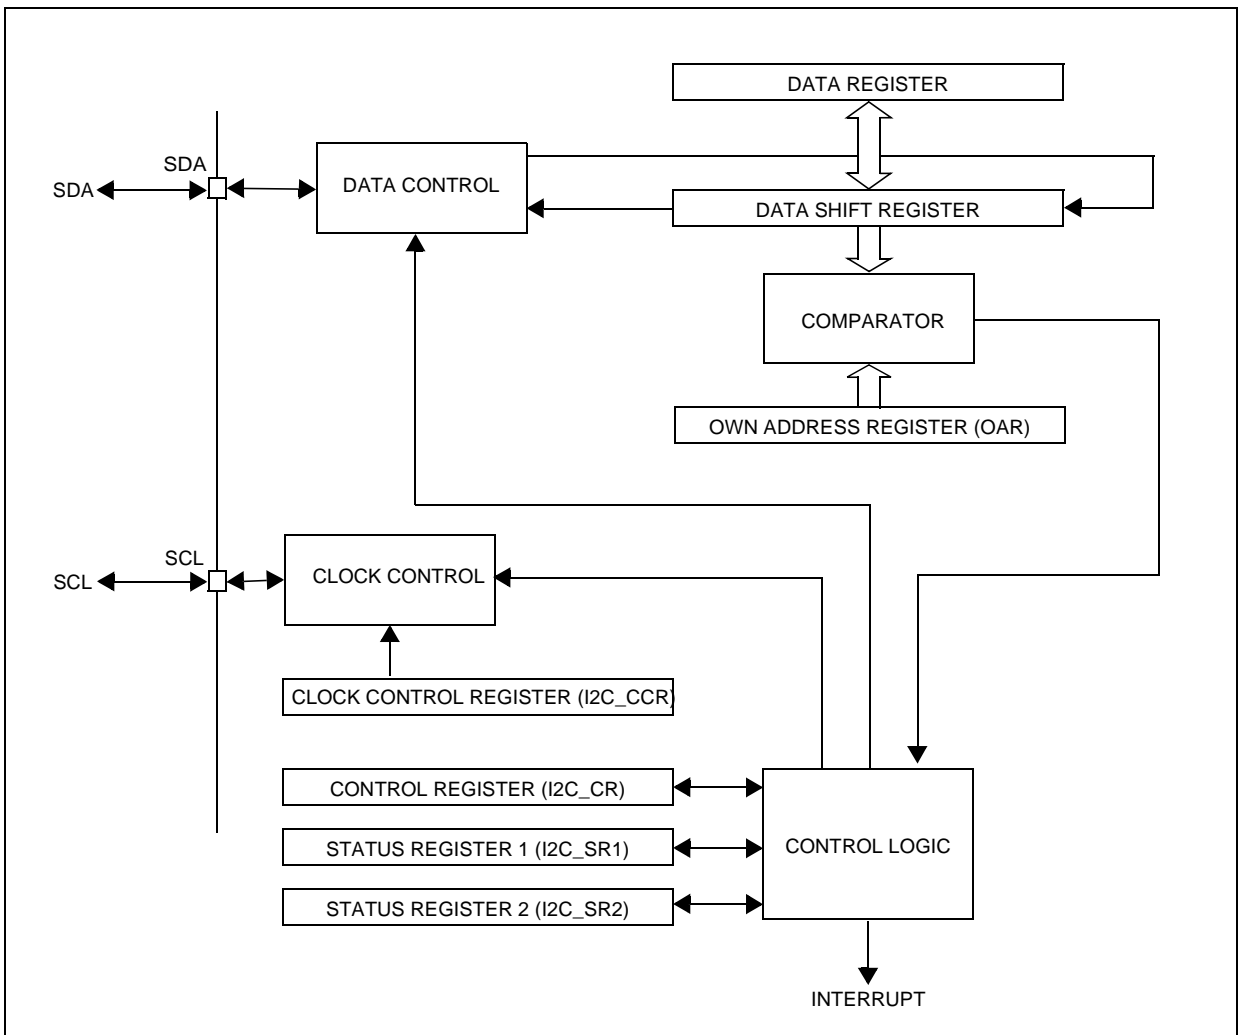 DATA REGISTER
SDA
SDA
DATA CONTROL
DATA SHIFT REGISTER
COMPARATOR
OWN ADDRESS REGISTER (OAR)
SCL
SCL
CLOCK CONTROL
CLOCK CONTROL REGISTER (I2C_CCR)
CONTROL REGISTER (I2C_CR)
STATUS REGISTER 1 (I2C_SR1)
CONTROL LOGIC
STATUS REGISTER 2 (I2C_SR2)
INTERRUPT